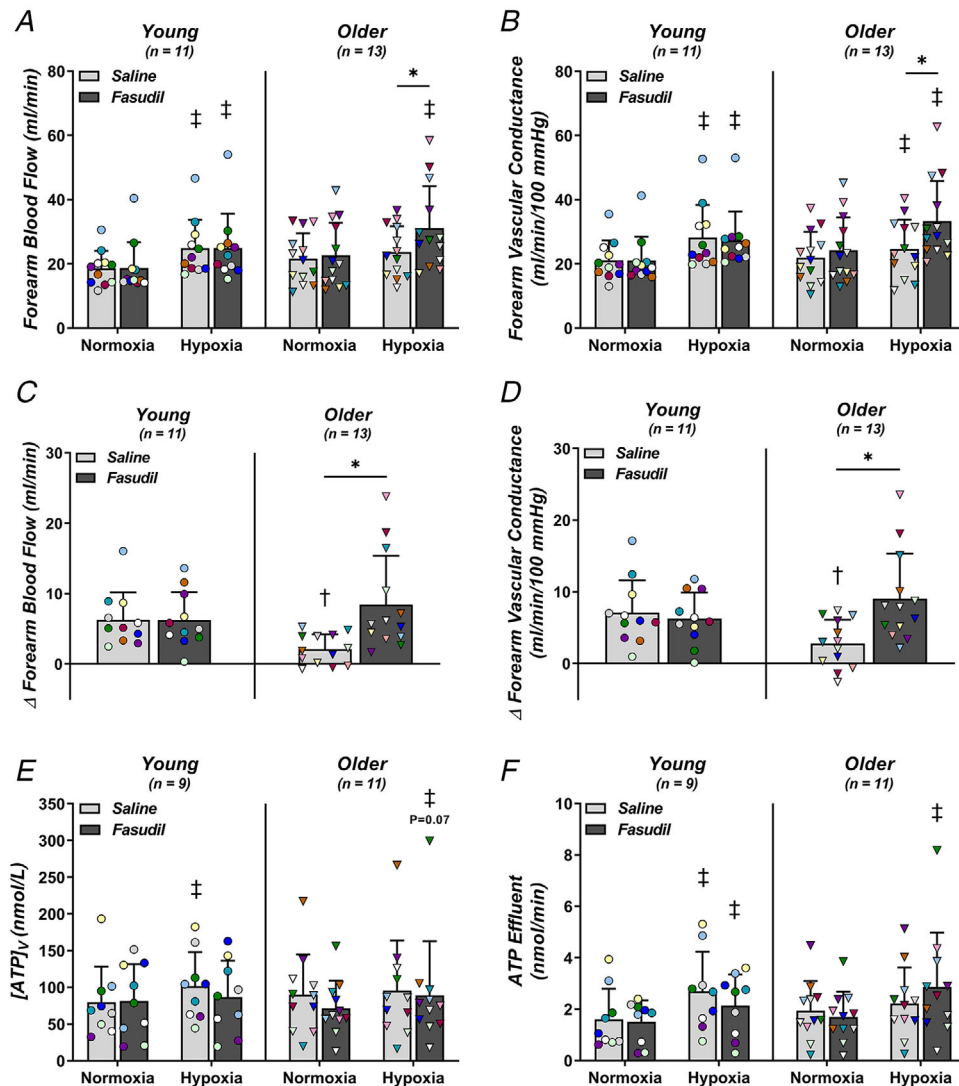 A
Young
(n = 11)
Older
(n = 13)
Saline
Fasudil
*
‡
‡
‡
Forearm Blood Flow (ml/min)
80
60
40
20
0
Normoxia
Hypoxia
Normoxia
Hypoxia
B
Young
(n = 11)
Older
(n = 13)
Saline
Fasudil
*
‡
‡
‡
‡
Forearm Vascular Conductance
(ml/min/100 mmHg)
80
60
40
20
0
Normoxia
Hypoxia
Normoxia
Hypoxia
C
Young
(n = 11)
Older
(n = 13)
Saline
Fasudil
*
†
Δ Forearm Blood Flow (ml/min)
30
20
10
0
D
Young
(n = 11)
Older
(n = 13)
Saline
Fasudil
*
†
Δ Forearm Vascular Conductance
(ml/min/100 mmHg)
30
20
10
0
E
Young
(n = 9)
Older
(n = 11)
Saline
Fasudil
‡
‡
P=0.07
[ATP]V (nmol/L)
350
300
250
200
150
100
50
0
Normoxia
Hypoxia
Normoxia
Hypoxia
F
Young
(n = 9)
Older
(n = 11)
Saline
Fasudil
‡
‡
‡
ATP Effluent
(nmol/min)
10
8
6
4
2
0
Normoxia
Hypoxia
Normoxia
Hypoxia